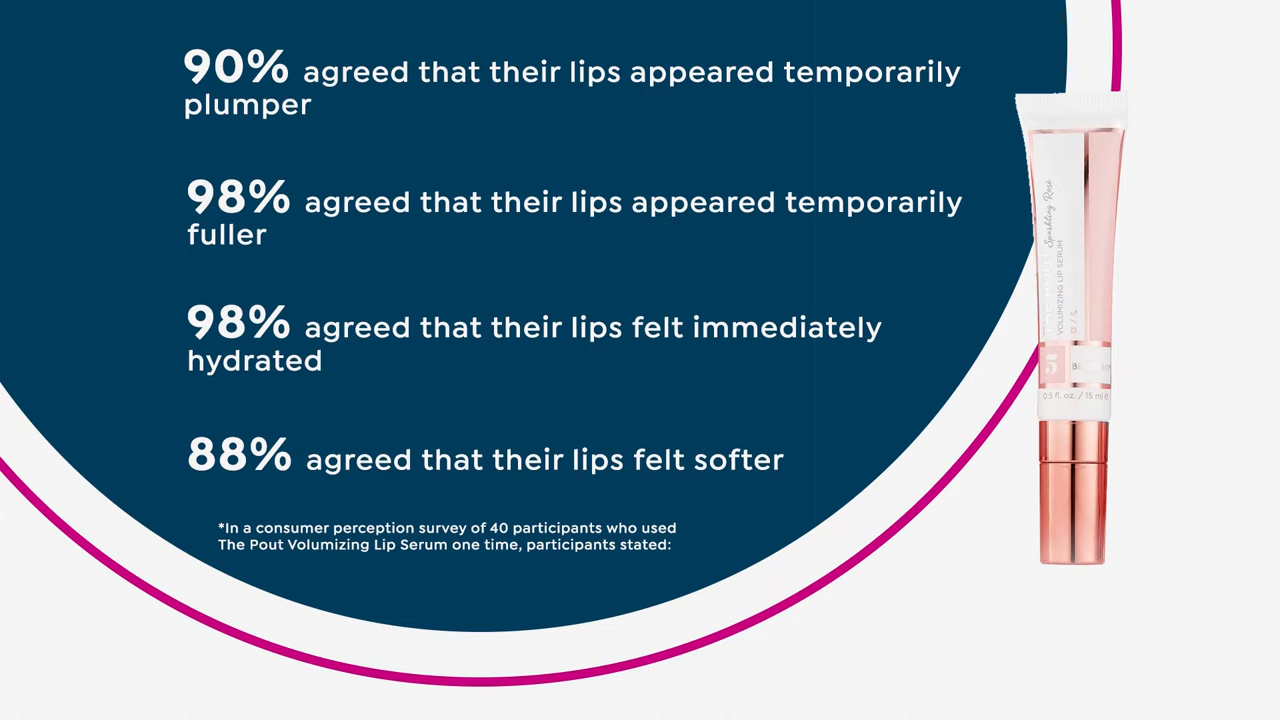 90% agreed that their lips appeared temporarily
plumper
98% agreed that their lips appeared temporarily
fuller
98% agreed that their lips felt immediately
hydrated
88% agreed that their lips felt softer
*In a consumer perception survey of 40 participants who used
The Pout Volumizing Lip Serum one time, participants stated:
Sparkling Rosé
VOLUMIZING LIP SERUM
5
0.5 fl. oz. / 15 ml e